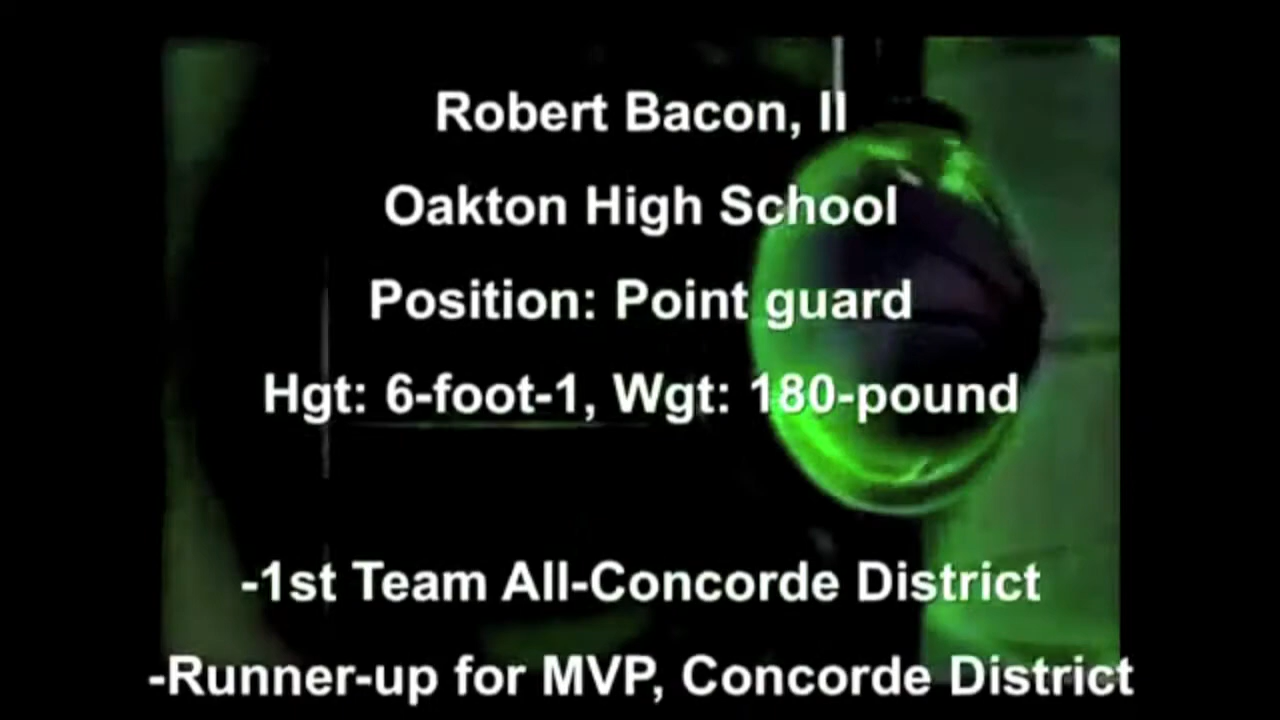 Robert Bacon, II
Oakton High School
Position: Point guard
Hgt: 6-foot-1, Wgt: 180-pound
-1st Team All-Concorde District
-Runner-up for MVP, Concorde District